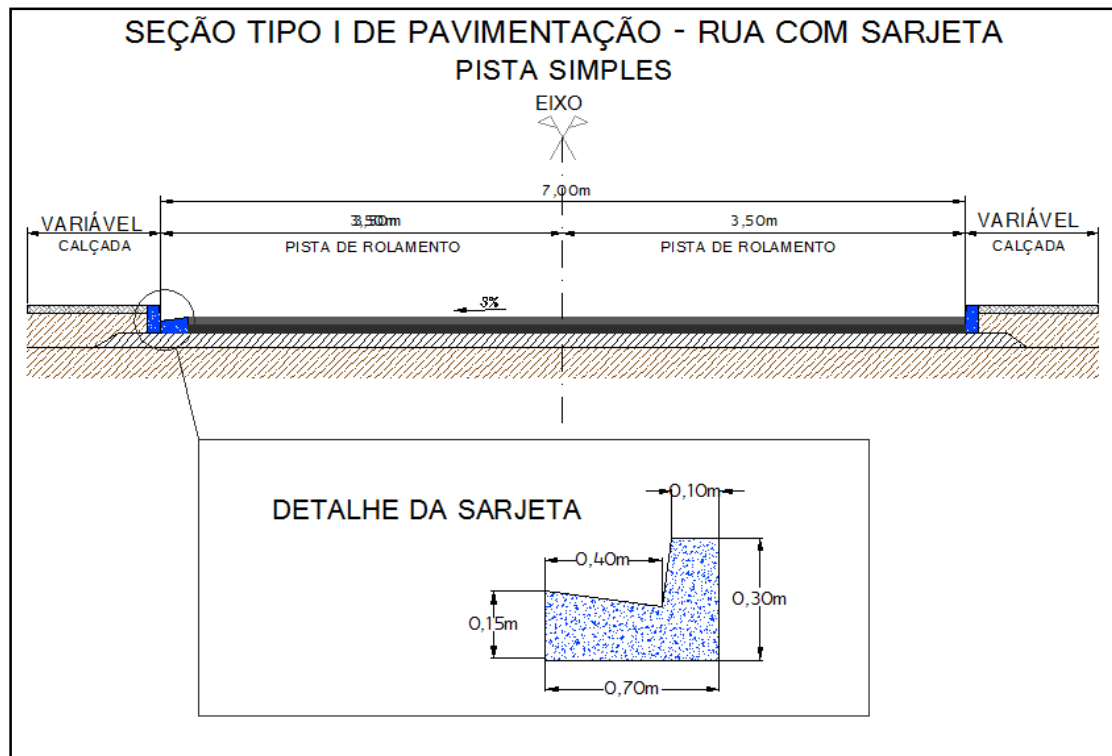 SEÇÃO TIPO I DE PAVIMENTAÇÃO - RUA COM SARJETA
PISTA SIMPLES
EIXO
7,00m
VARIÁVEL
CALÇADA
3,50m
PISTA DE ROLAMENTO
3,50m
PISTA DE ROLAMENTO
VARIÁVEL
CALÇADA
3%
DETALHE DA SARJETA
0,10m
0,40m
0,15m
0,30m
0,70m